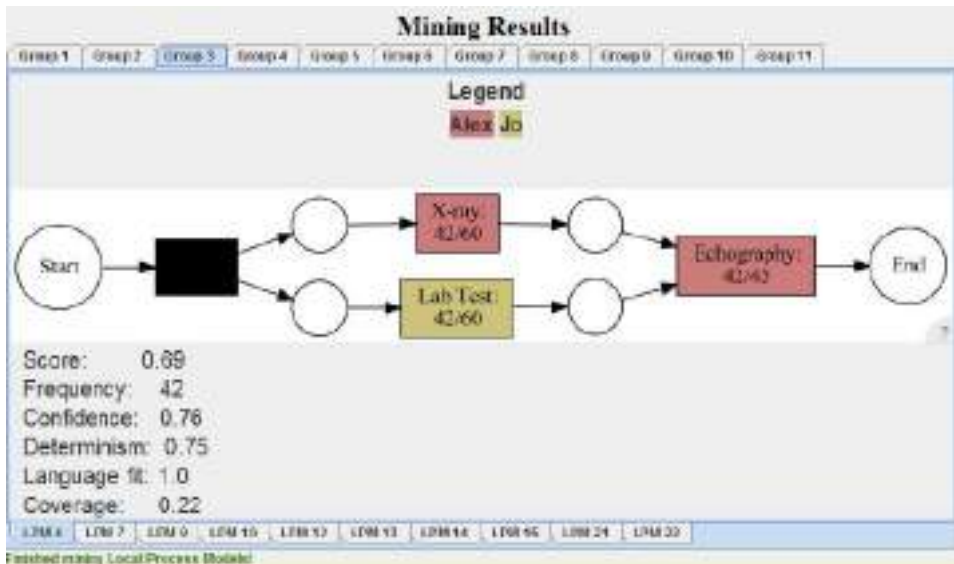 Mining Results
Group 1 Group 2 Group 3 Group 4 Group 5 Group 6 Group 7 Group 8 Group 9 Group 10 Group 11
Legend
Alex Jo
X-ray:
42/60
Start
Echography:
End
Lab Test:
42/60
Score: 0.69
Frequency: 42
Confidence: 0.76
Determinism: 0.75
Language fit: 1.0
Coverage: 0.22
LPM 7
Finished mining Local Process Models!